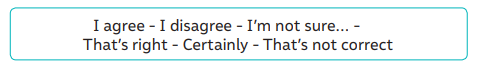 I agree - I disagree - I’m not sure... -
That’s right - Certainly - That’s not correct